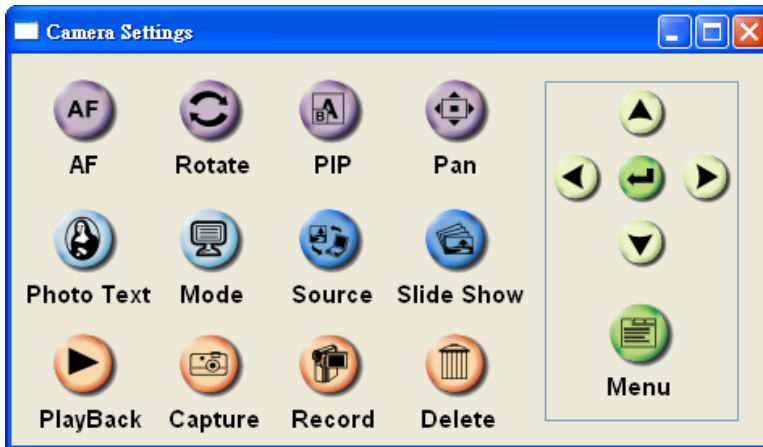 Camera Settings
AF
AF Rotate PIP Pan
Photo Text Mode Source Slide Show
PlayBack Capture Record Delete
Menu